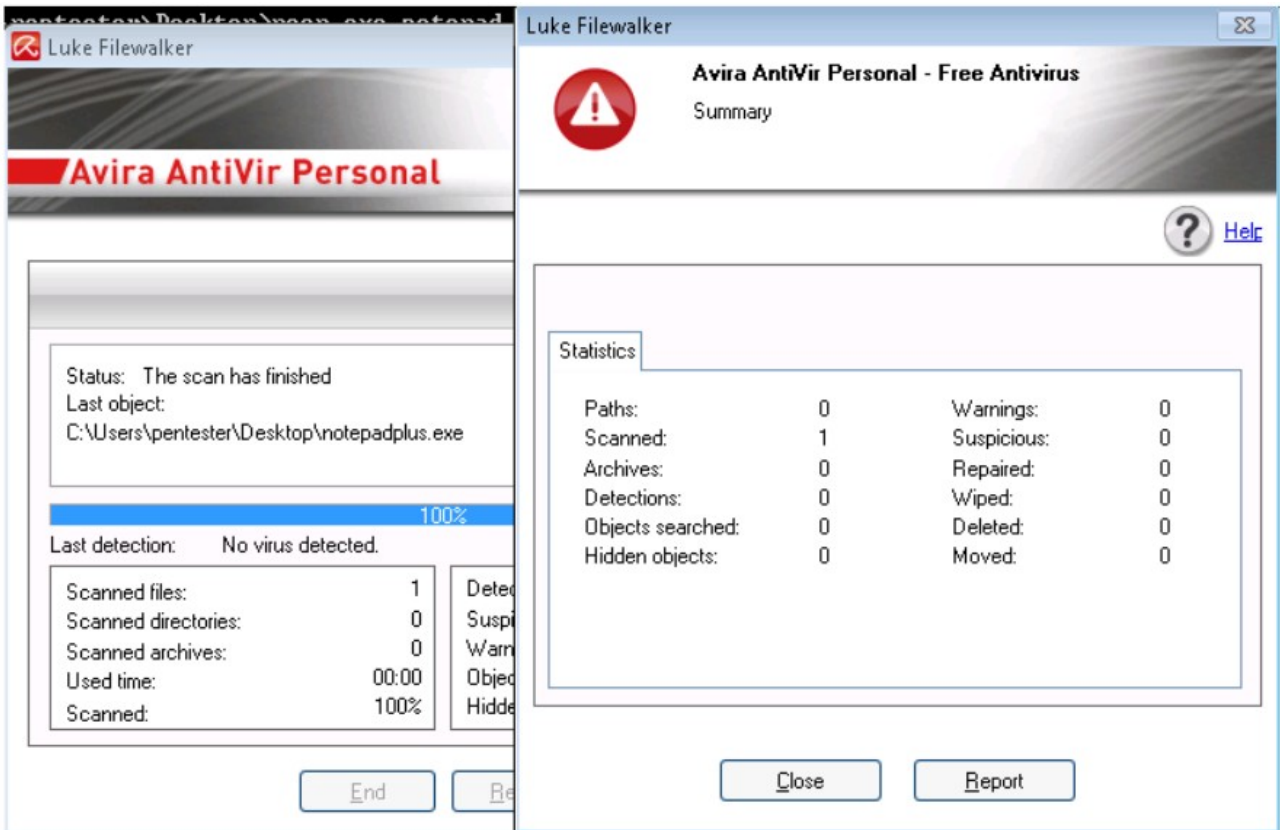 Luke Filewalker
Avira AntiVir Personal
Status: The scan has finished
Last object:
C:\Users\pentester\Desktop\notepadplus.exe
100%
Last detection: No virus detected.
Scanned files: 1
Scanned directories: 0
Scanned archives: 0
Used time: 00:00
Scanned: 100%
End
Luke Filewalker
Avira AntiVir Personal - Free Antivirus
Summary
?
Help
Statistics
Paths: 0 Warnings: 0
Scanned: 1 Suspicious: 0
Archives: 0 Repaired: 0
Detections: 0 Wiped: 0
Objects searched: 0 Deleted: 0
Hidden objects: 0 Moved: 0
Close Report